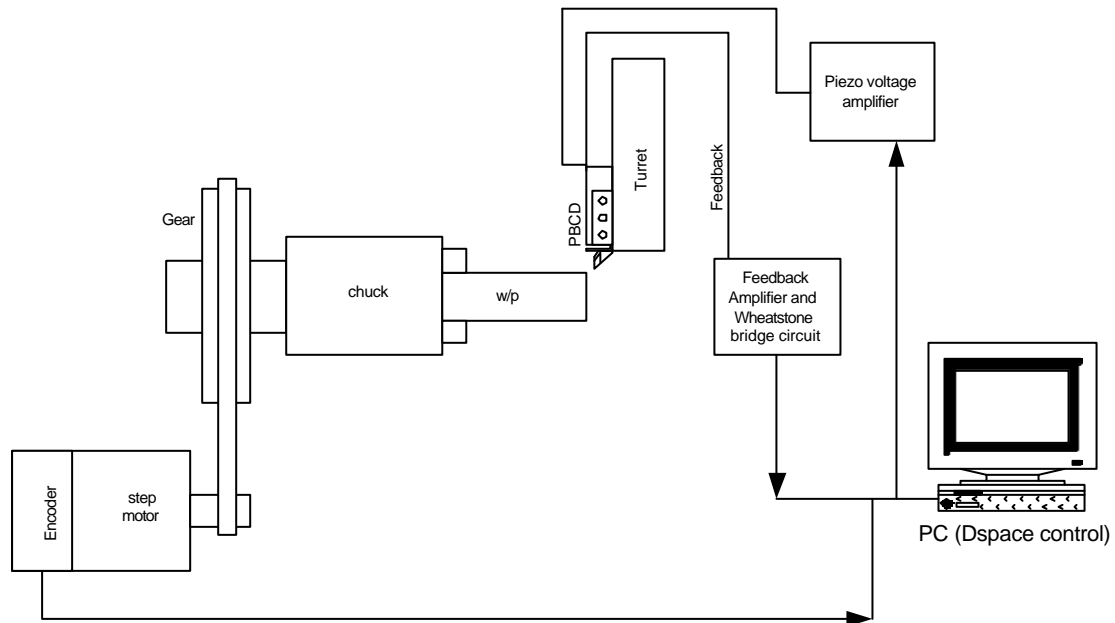 Piezo voltage
amplifier
Turret
Feedback
PBCD
Gear
chuck
w/p
Feedback
Amplifier and
Wheatstone
bridge circuit
Encoder
step
motor
PC (Dspace control)